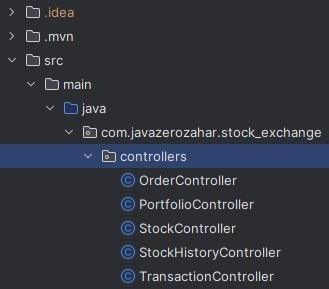 .idea
.mvn
src
main
java
com.javazerozahar.stock_exchange
controllers
OrderController
PortfolioController
StockController
StockHistoryController
TransactionController